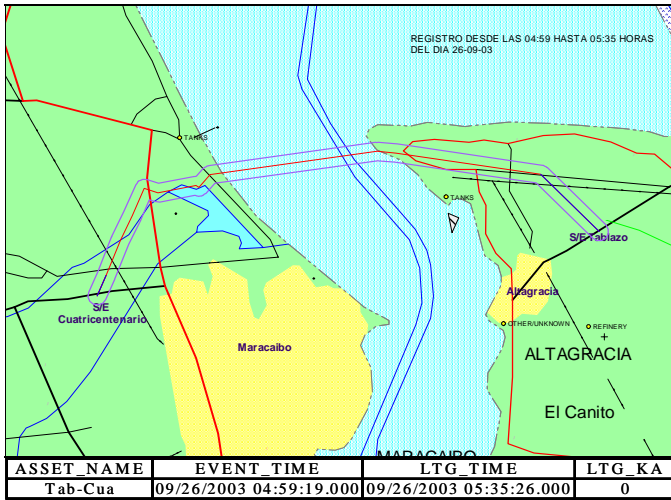 REGISTRO DESDE LAS 04:59 HASTA 05:35 HORAS
DEL DIA 26-09-03
TANKS
TANKS
S/E Tablazo
Altagracia
S/E
Cuatricentenario
OTHER/UNKNOWN
REFINERY
Maracaibo
ALTAGRACIA
El Canito
MARACAIBO
ASSET_NAME EVENT_TIME LTG_TIME LTG_KA
Tab-Cua 09/26/2003 04:59:19.000 09/26/2003 05:35:26.000 0